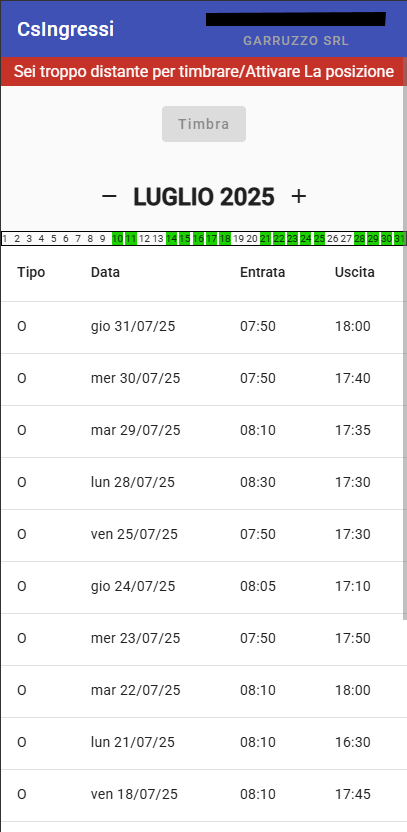 CsIngressi
GARRUZZO SRL
Sei troppo distante per timbrare/Attivare La posizione
Timbra
− LUGLIO 2025 +
1 2 3 4 5 6 7 8 9 10 11 12 13 14 15 16 17 18 19 20 21 22 23 24 25 26 27 28 29 30 31
Tipo Data Entrata Uscita
O gio 31/07/25 07:50 18:00
O mer 30/07/25 07:50 17:40
O mar 29/07/25 08:10 17:35
O lun 28/07/25 08:30 17:30
O ven 25/07/25 07:50 17:30
O gio 24/07/25 08:05 17:10
O mer 23/07/25 07:50 17:50
O mar 22/07/25 08:10 18:00
O lun 21/07/25 08:10 16:30
O ven 18/07/25 08:10 17:45